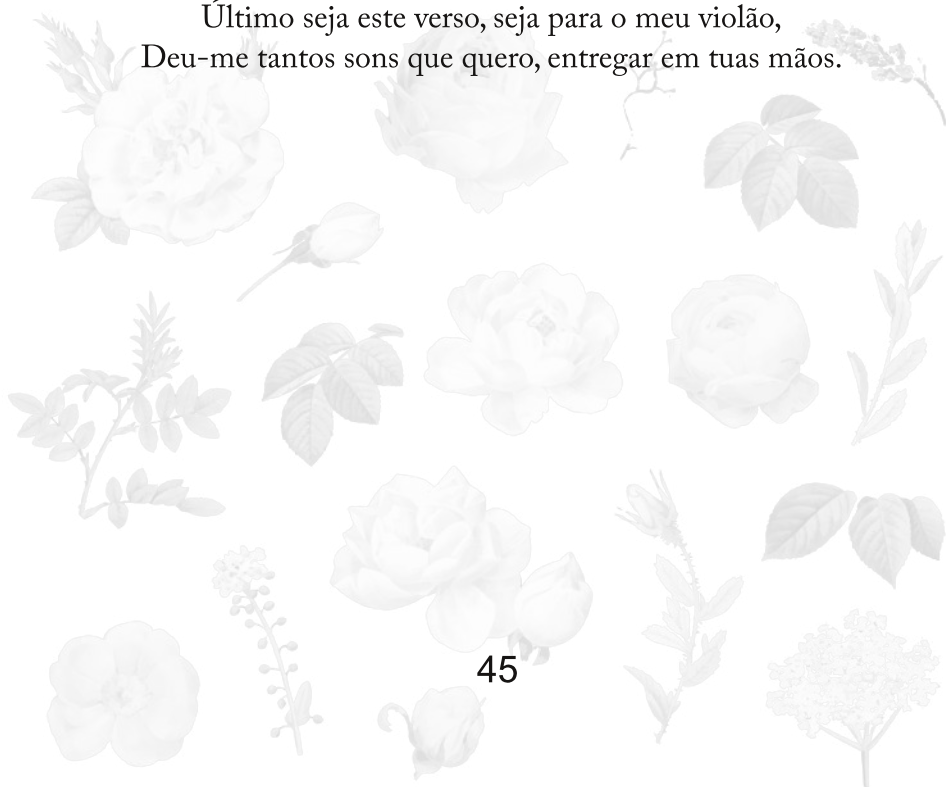 Último seja este verso, seja para o meu violão,
Deu-me tantos sons que quero, entregar em tuas mãos.
45